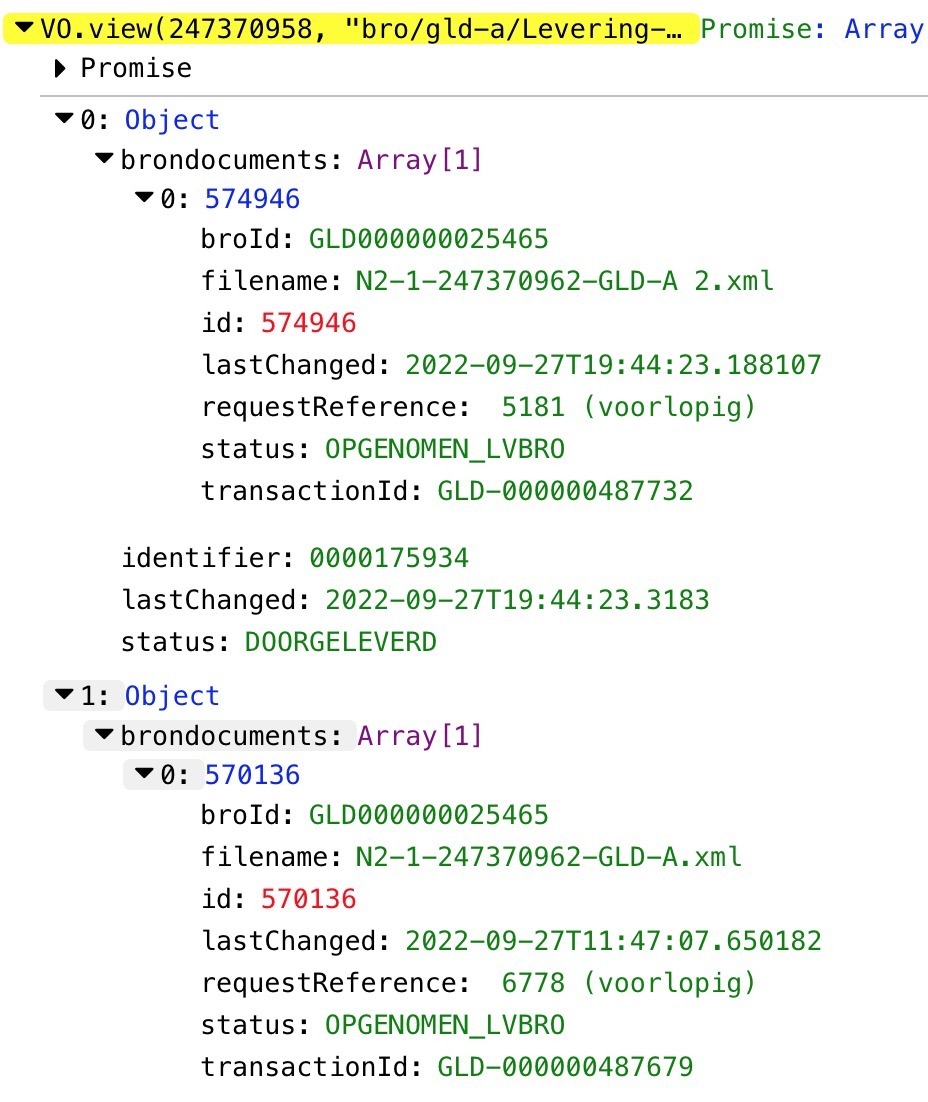 VO.view(247370958, "bro/gld-a/Levering-… Promise: Array
Promise
0: Object
brondocuments: Array[1]
0: 574946
broId: GLD000000025465
filename: N2-1-247370962-GLD-A 2.xml
id: 574946
lastChanged: 2022-09-27T19:44:23.188107
requestReference: 5181 (voorlopig)
status: OPGENOMEN_LVBRO
transactionId: GLD-000000487732
identifier: 0000175934
lastChanged: 2022-09-27T19:44:23.3183
status: DOORGELEVERD
1: Object
brondocuments: Array[1]
0: 570136
broId: GLD000000025465
filename: N2-1-247370962-GLD-A.xml
id: 570136
lastChanged: 2022-09-27T11:47:07.650182
requestReference: 6778 (voorlopig)
status: OPGENOMEN_LVBRO
transactionId: GLD-000000487679